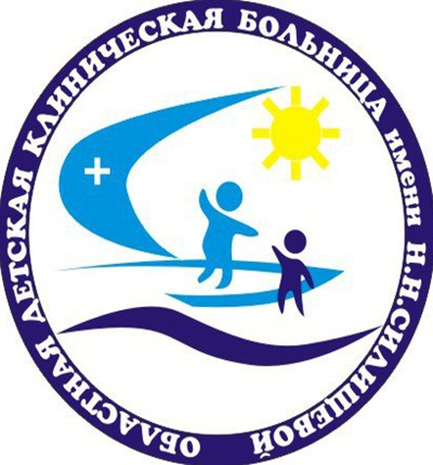 ОБЛАСТНАЯ ДЕТСКАЯ КЛИНИЧЕСКАЯ БОЛЬНИЦА имени Н.Н.СИЛИЩЕВОЙ